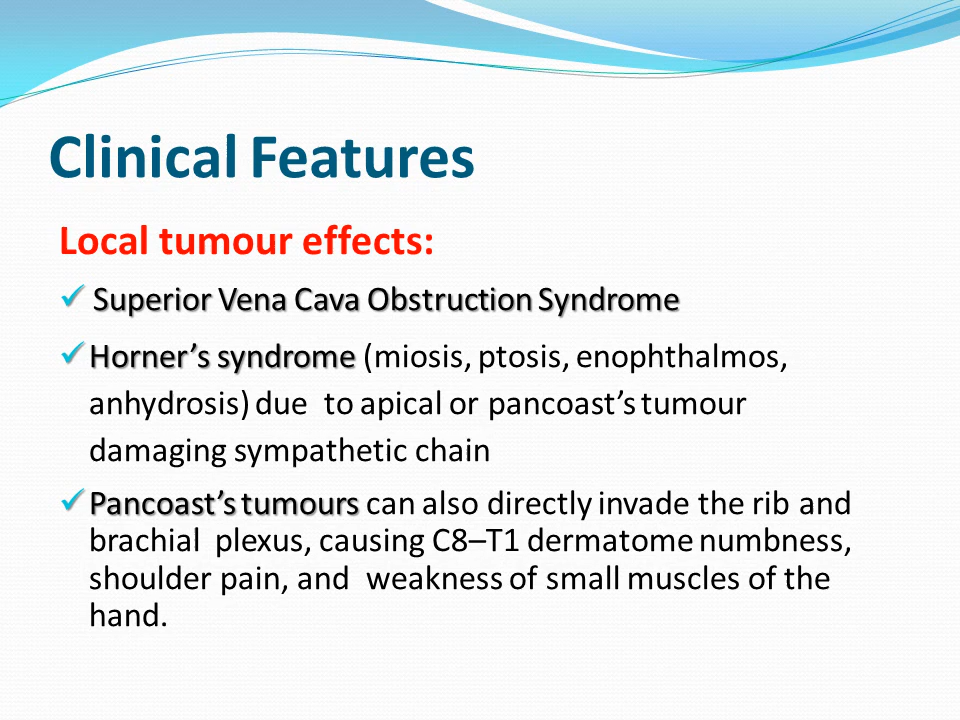 Clinical Features
Local tumour effects:
✓ Superior Vena Cava Obstruction Syndrome
✓ Horner’s syndrome (miosis, ptosis, enophthalmos,
anhydrosis) due to apical or pancoast’s tumour
damaging sympathetic chain
✓ Pancoast’s tumours can also directly invade the rib and
brachial plexus, causing C8–T1 dermatome numbness,
shoulder pain, and weakness of small muscles of the
hand.